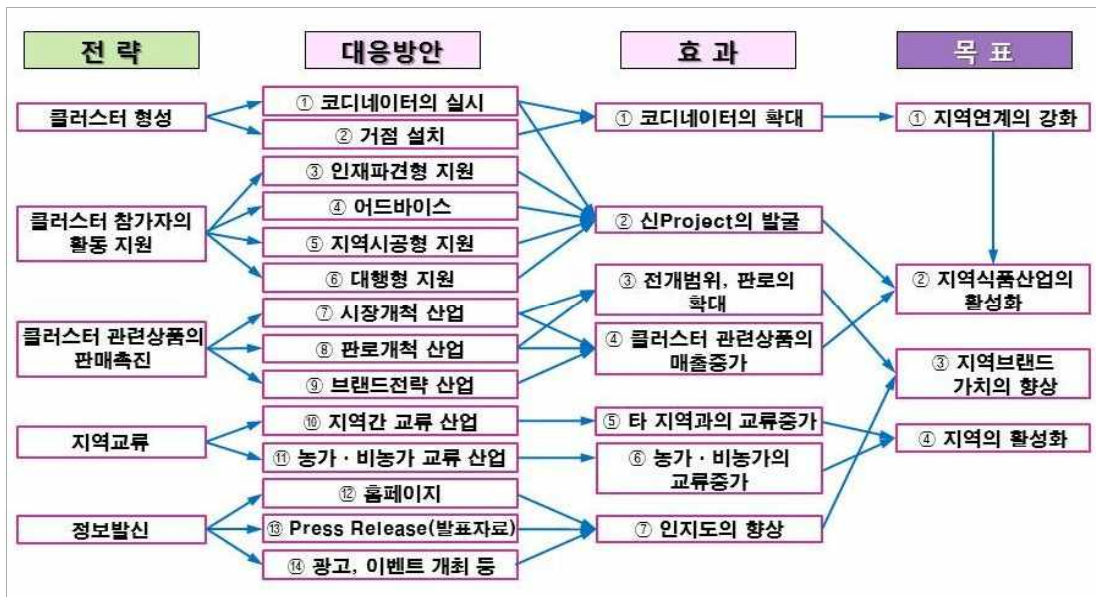 전 략
대응방안
효 과
목 표
클러스터 형성
클러스터 참가자의
활동 지원
클러스터 관련상품의
판매촉진
지역교류
정보발신
① 코디네이터의 실시
② 거점 설치
③ 인재파견형 지원
④ 어드바이스
⑤ 지역시공형 지원
⑥ 대행형 지원
⑦ 시장개척 산업
⑧ 판로개척 산업
⑨ 브랜드전략 산업
⑩ 지역간 교류 산업
⑪ 농가 · 비농가 교류 산업
⑫ 홈페이지
⑬ Press Release(발표자료)
⑭ 광고, 이벤트 개최 등
① 코디네이터의 확대
② 신Project의 발굴
③ 전개범위, 판로의
확대
④ 클러스터 관련상품의
매출증가
⑤ 타 지역과의 교류증가
⑥ 농가 · 비농가의
교류증가
⑦ 인지도의 향상
① 지역연계의 강화
② 지역식품산업의
활성화
③ 지역브랜드
가치의 향상
④ 지역의 활성화